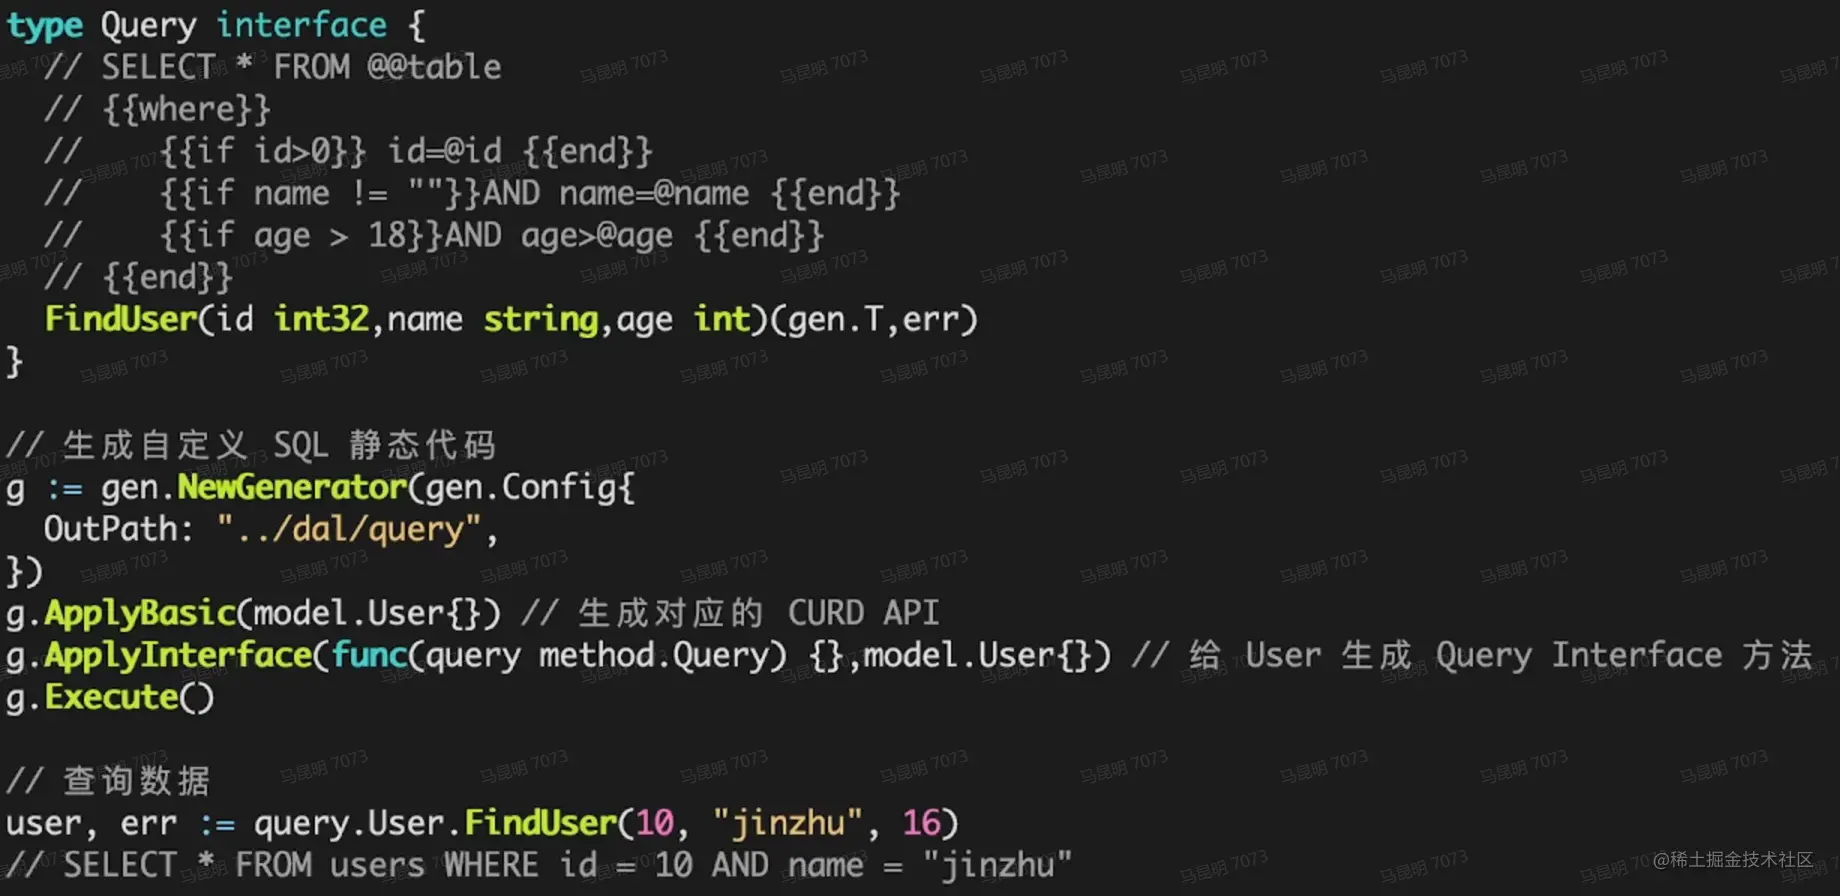 type Query interface {
  // SELECT * FROM @@table
  // {{where}}
  //    {{if id>0}} id=@id {{end}}
  //    {{if name != ""}}AND name=@name {{end}}
  //    {{if age > 18}}AND age>@age {{end}}
  // {{end}}
  FindUser(id int32,name string,age int)(gen.T,err)
}
// 生成自定义 SQL 静态代码
g := gen.NewGenerator(gen.Config{
  OutPath: "../dal/query",
})
g.ApplyBasic(model.User{}) // 生成对应的 CURD API
g.ApplyInterface(func(query method.Query) {},model.User{}) // 给 User 生成 Query Interface 方法
g.Execute()
// 查询数据
user, err := query.User.FindUser(10, "jinzhu", 16)
// SELECT * FROM users WHERE id = 10 AND name = "jinzhu"
@稀土掘金技术社区
马昆明 7073